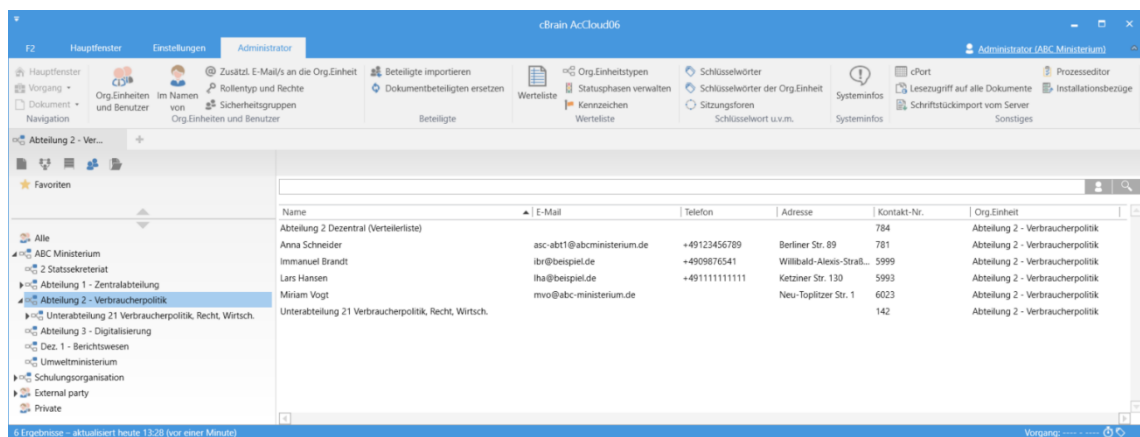 cBrain AcCloud06
F2 Hauptfenster Einstellungen Administrator Administrator (ABC Ministerium)
Hauptfenster
Vorgang
Dokument
Navigation
Org.Einheiten und Benutzer
Im Namen von
@ Zusätzl. E-Mail/s an die Org.Einheit
Rollentyp und Rechte
Sicherheitsgruppen
Org.Einheiten und Benutzer
Beteiligte importieren
Dokumentbeteiligten ersetzen
Beteiligte
Werteliste
Org.Einheitstypen
Statusphasen verwalten
Kennzeichen
Werteliste
Schlüsselwörter
Schlüsselwörter der Org.Einheit
Sitzungsforen
Schlüsselwort u.v.m.
Systeminfos
Systeminfos
cPort
Lesezugriff auf alle Dokumente
Schriftstückimport vom Server
Prozesseditor
Installationsbezüge
Sonstiges
Abteilung 2 - Ver... +
Favoriten
Alle
ABC Ministerium
2 Statssekreteriat
Abteilung 1 - Zentralabteilung
Abteilung 2 - Verbraucherpolitik
Unterabteilung 21 Verbraucherpolitik, Recht, Wirtsch.
Abteilung 3 - Digitalisierung
Dez. 1 - Berichtswesen
Umweltministerium
Schulungsorganisation
External party
Private
Name E-Mail Telefon Adresse Kontakt-Nr. Org.Einheit
Abteilung 2 Dezentral (Verteilerliste) 784 Abteilung 2 - Verbraucherpolitik
Anna Schneider asc-abt1@abcministerium.de +49123456789 Berliner Str. 89 781 Abteilung 2 - Verbraucherpolitik
Immanuel Brandt ibr@beispiel.de +4909876541 Willibald-Alexis-Straß... 5999 Abteilung 2 - Verbraucherpolitik
Lars Hansen lha@beispiel.de +491111111111 Ketziner Str. 130 5993 Abteilung 2 - Verbraucherpolitik
Miriam Vogt mvo@abc-ministerium.de Neu-Toplitzer Str. 1 6023 Abteilung 2 - Verbraucherpolitik
Unterabteilung 21 Verbraucherpolitik, Recht, Wirtsch. 142 Abteilung 2 - Verbraucherpolitik
6 Ergebnisse – aktualisiert heute 13:28 (vor einer Minute) Vorgang: ---- - ----